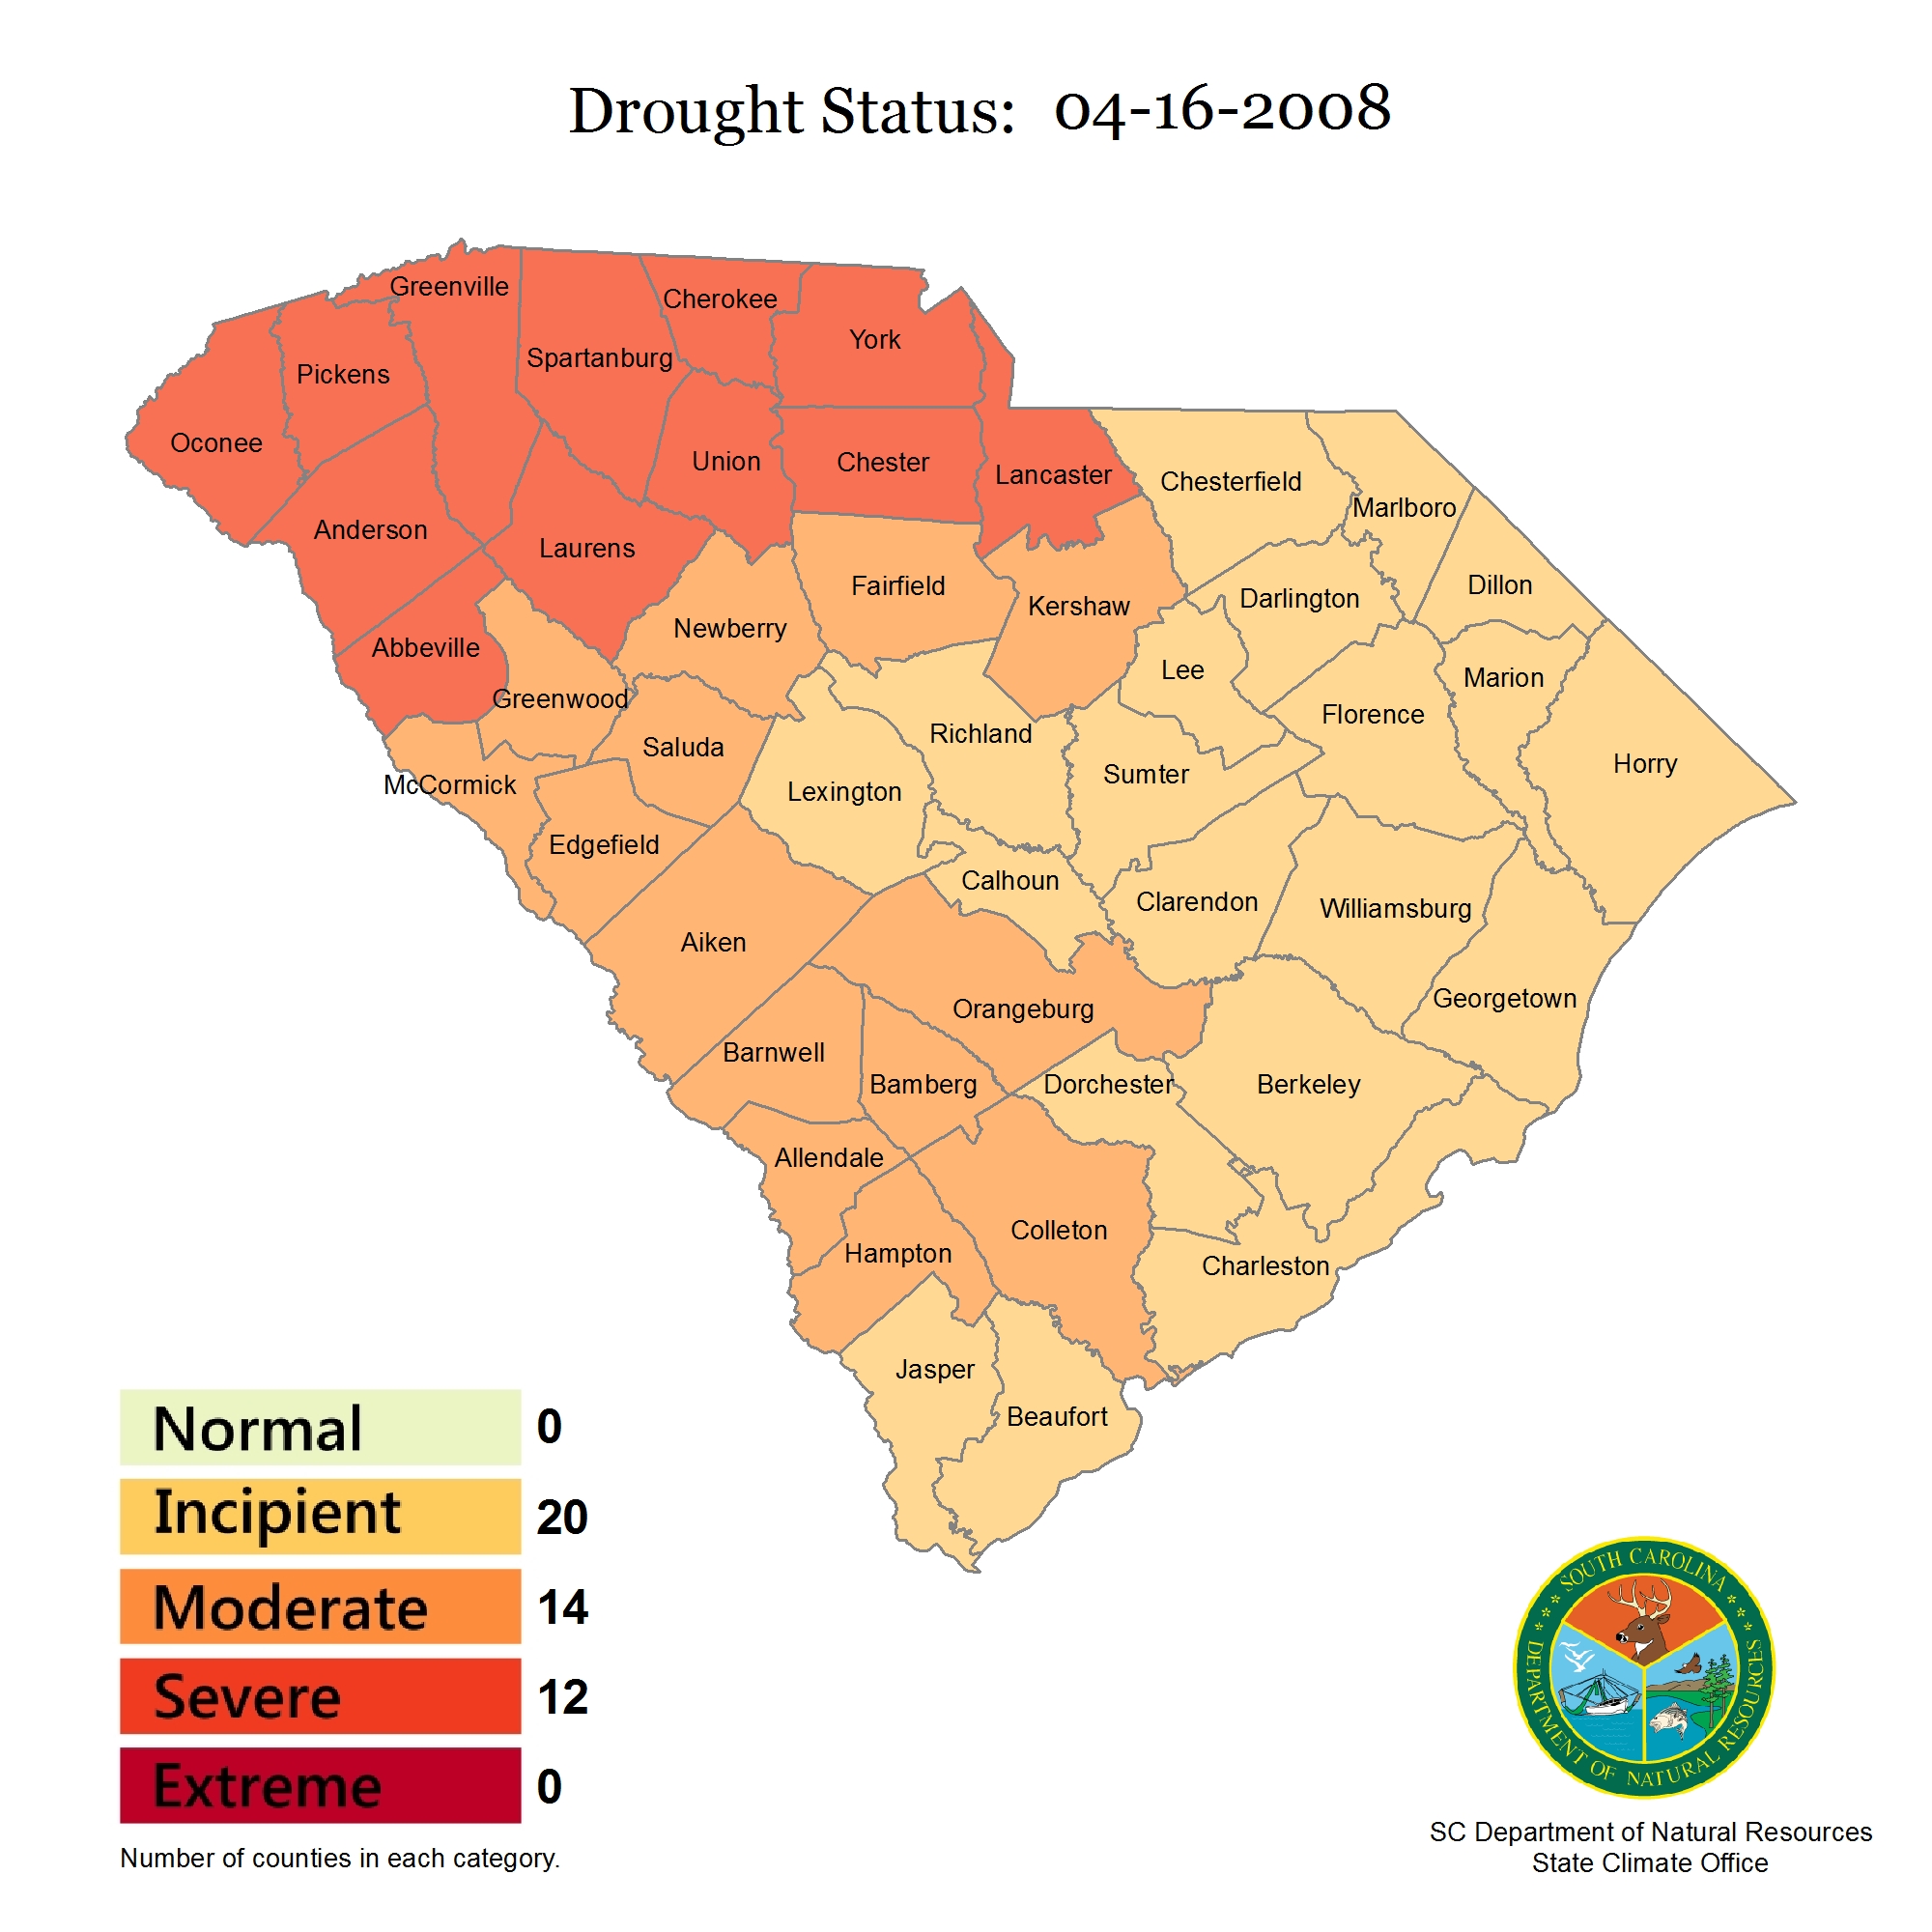 Drought Status: 04-16-2008
Greenville
Cherokee
York
Spartanburg
Pickens
Oconee
Union
Chester
Lancaster
Chesterfield
Marlboro
Anderson
Laurens
Fairfield
Kershaw
Darlington
Dillon
Newberry
Abbeville
Lee
Marion
Greenwood
Florence
Saluda
Richland
Horry
Sumter
McCormick
Lexington
Edgefield
Calhoun
Clarendon
Williamsburg
Aiken
Georgetown
Orangeburg
Barnwell
Bamberg
Dorchester
Berkeley
Allendale
Colleton
Hampton
Charleston
Jasper
Beaufort
Normal 0
Incipient 20
Moderate 14
Severe 12
Extreme 0
Number of counties in each category.
SOUTH CAROLINA
DEPARTMENT OF NATURAL RESOURCES
SC Department of Natural Resources
State Climate Office